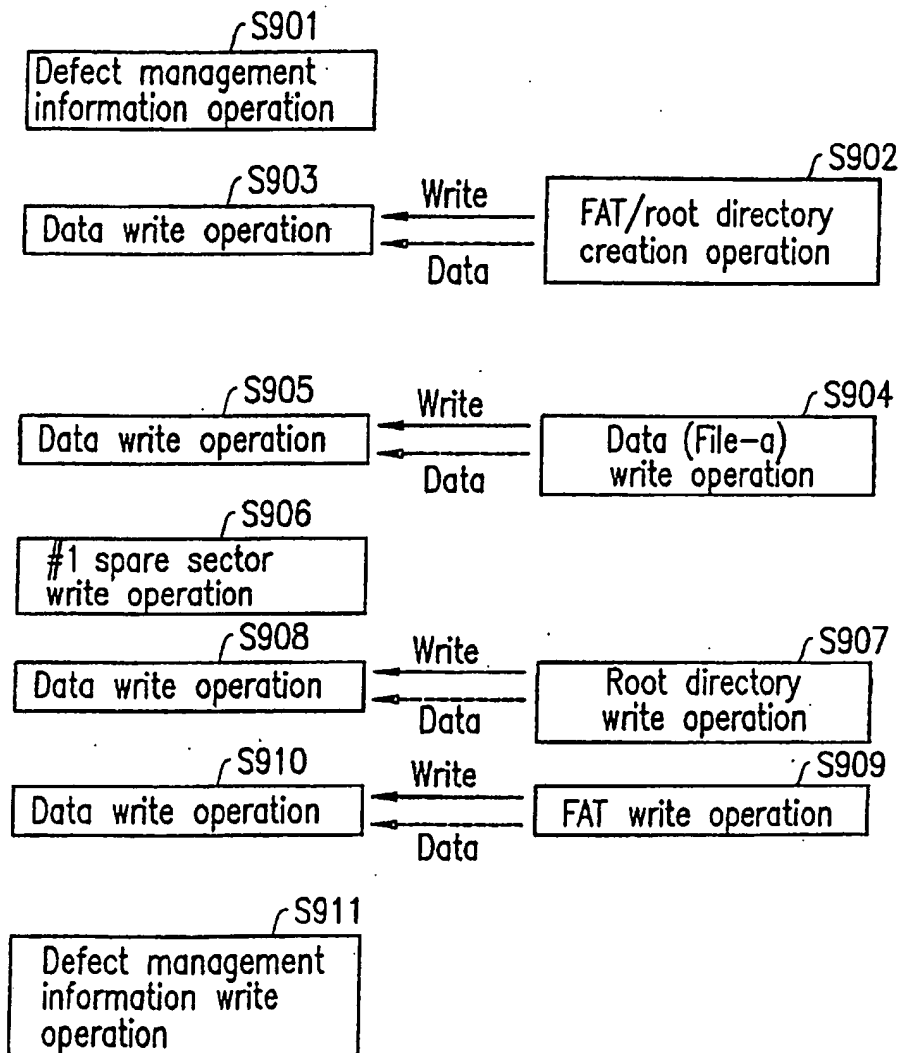 S901
Defect management
information operation
S902
S903
Write
FAT/root directory
creation operation
Data write operation
Data
S905
Write
S904
Data write operation
Data (File-a)
write operation
Data
S906
#1 spare sector
write operation
S908
Write
S907
Data write operation
Root directory
write operation
Data
S910
Write
S909
Data write operation
FAT write operation
Data
S911
Defect management
information write
operation